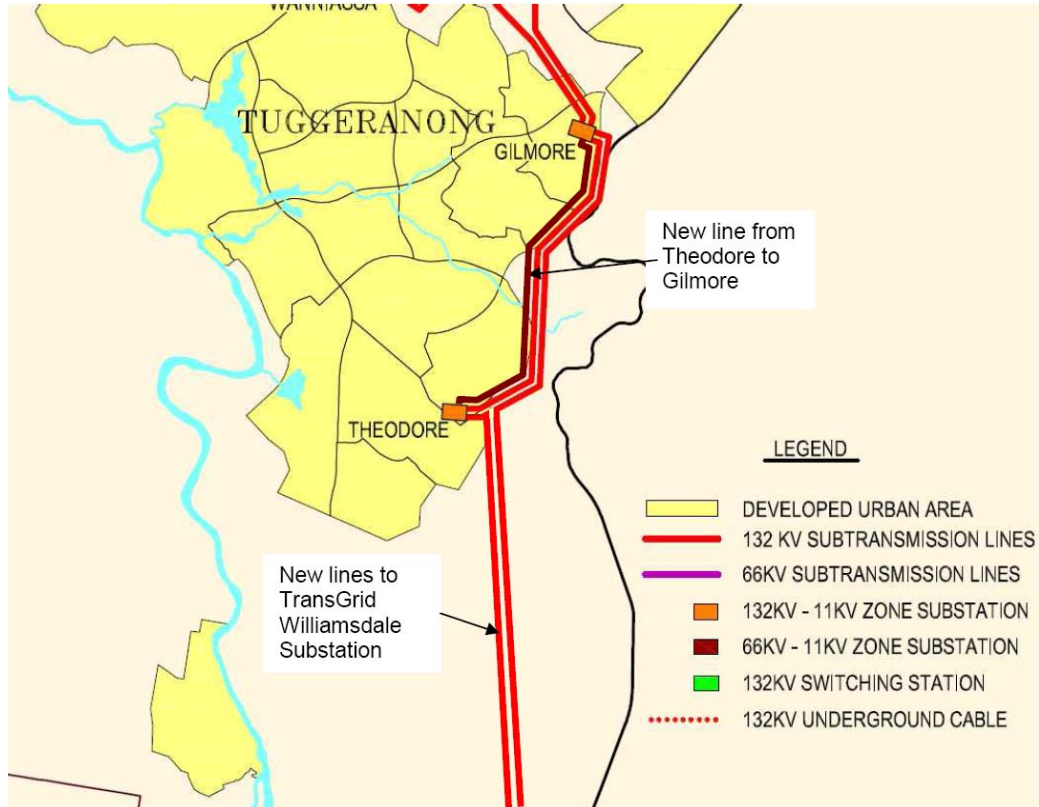 WANNIASSA
TUGGERANONG
GILMORE
New line from
Theodore to
Gilmore
THEODORE
New lines to
TransGrid
Williamsdale
Substation
LEGEND
DEVELOPED URBAN AREA
132 KV SUBTRANSMISSION LINES
66KV SUBTRANSMISSION LINES
132KV - 11KV ZONE SUBSTATION
66KV - 11KV ZONE SUBSTATION
132KV SWITCHING STATION
132KV UNDERGROUND CABLE